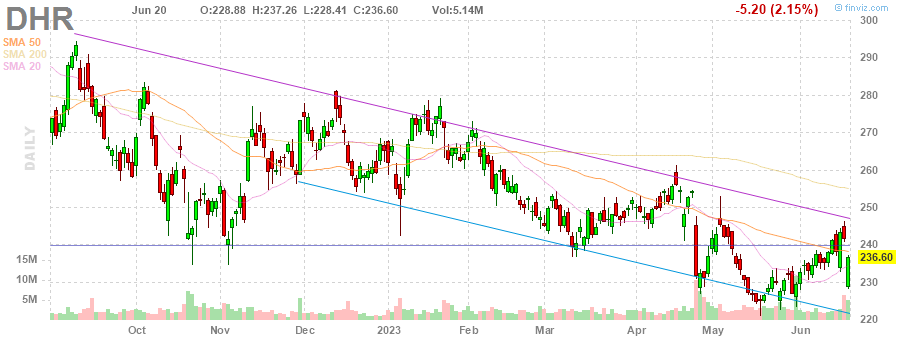 DHR Jun 20 O:228.88 H:237.26 L:228.41 C:236.60 Vol:5.14M -5.20 (2.15%) finviz.com
SMA 50
SMA 200
SMA 20
DAILY
300
290
280
270
260
250
240
236.60
230
220
15M
10M
5M
Oct Nov Dec 2023 Feb Mar Apr May Jun